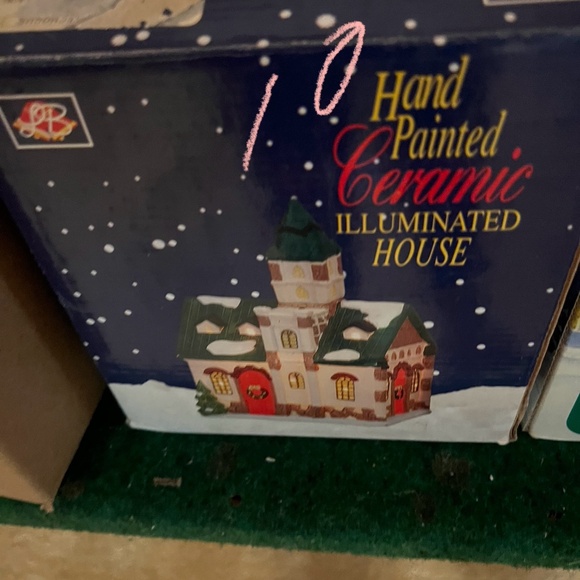 10
Hand
Painted
Ceramic
ILLUMINATED
HOUSE